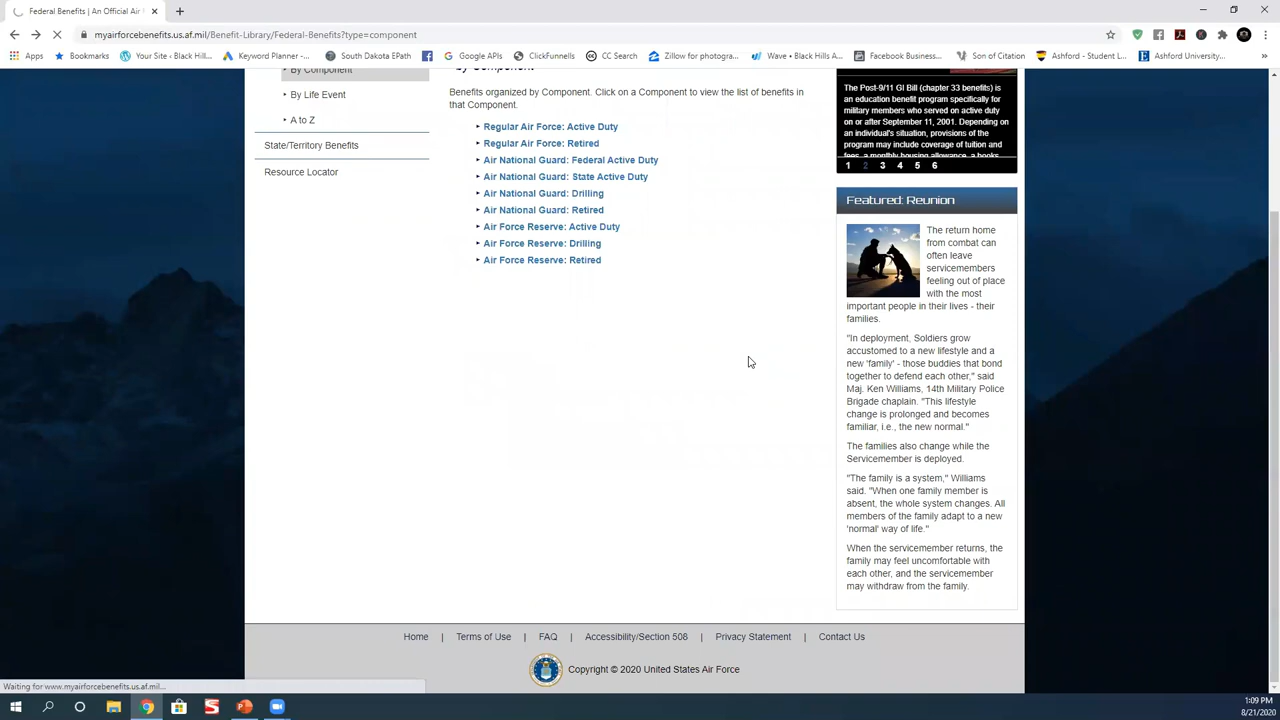 Federal Benefits | An Official Air
myairforcebenefits.us.af.mil/Benefit-Library/Federal-Benefits?type=component
Apps
Bookmarks
Your Site ‹ Black Hill...
Keyword Planner -...
South Dakota EPath
Google APIs
ClickFunnells
CC Search
Zillow for photogra...
Wave • Black Hills A...
Facebook Business...
Son of Citation
Ashford - Student L...
Ashford University...
»
By Component
By Life Event
A to Z
State/Territory Benefits
Resource Locator
by Component
Benefits organized by Component. Click on a Component to view the list of benefits in
that Component.
Regular Air Force: Active Duty
Regular Air Force: Retired
Air National Guard: Federal Active Duty
Air National Guard: State Active Duty
Air National Guard: Drilling
Air National Guard: Retired
Air Force Reserve: Active Duty
Air Force Reserve: Drilling
Air Force Reserve: Retired
The Post-9/11 GI Bill (chapter 33 benefits) is
an education benefit program specifically for
military members who served on active duty
on or after September 11, 2001. Depending on
an individual's situation, provisions of the
program may include coverage of tuition and
fees, a monthly housing allowance, a books
1 2 3 4 5 6
Featured: Reunion
The return home
from combat can
often leave
servicemembers
feeling out of place
with the most
important people in their lives - their
families.
"In deployment, Soldiers grow
accustomed to a new lifestyle and a
new 'family' - those buddies that bond
together to defend each other," said
Maj. Ken Williams, 14th Military Police
Brigade chaplain. "This lifestyle
change is prolonged and becomes
familiar, i.e., the new normal."
The families also change while the
Servicemember is deployed.
"The family is a system," Williams
said. "When one family member is
absent, the whole system changes. All
members of the family adapt to a new
'normal' way of life."
When the servicemember returns, the
family may feel uncomfortable with
each other, and the servicemember
may withdraw from the family.
Home | Terms of Use | FAQ | Accessibility/Section 508 | Privacy Statement | Contact Us
Copyright © 2020 United States Air Force
Waiting for www.myairforcebenefits.us.af.mil...
1:09 PM
8/21/2020